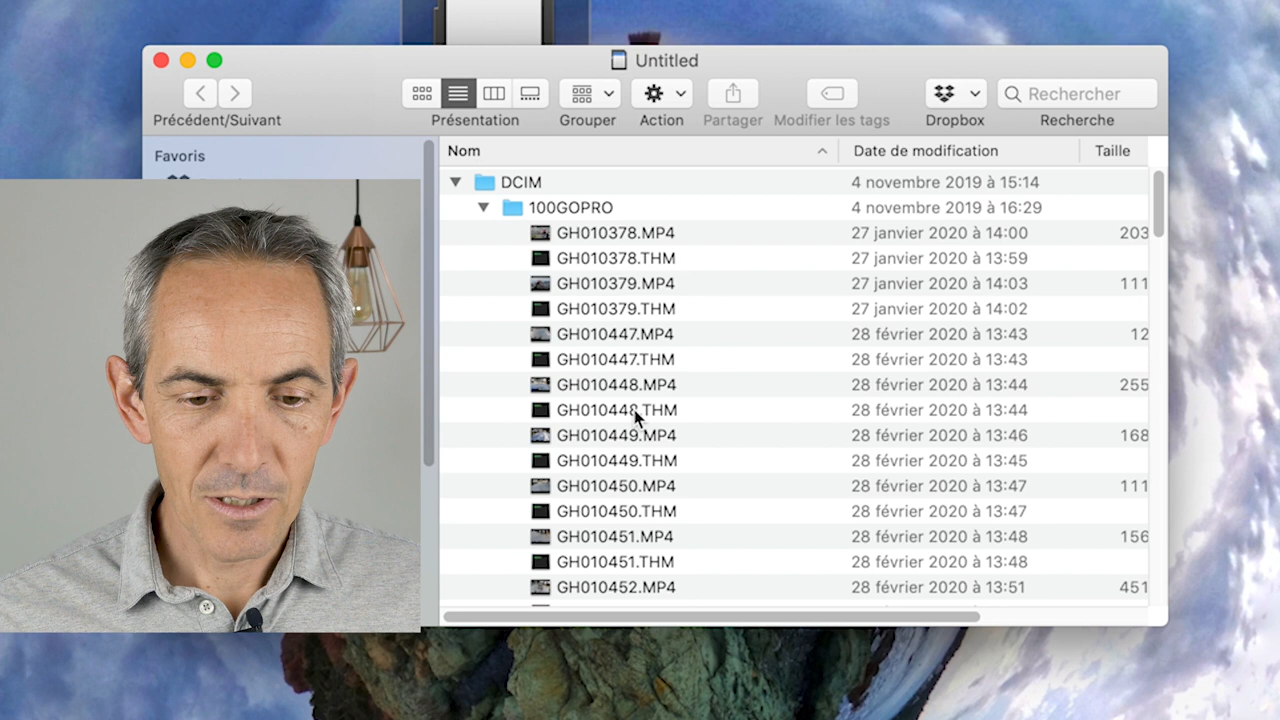 Untitled
Rechercher
Précédent/Suivant
Présentation
Grouper
Action
Partager
Modifier les tags
Dropbox
Recherche
Favoris
Nom
Date de modification
Taille
DCIM 4 novembre 2019 à 15:14
100GOPRO 4 novembre 2019 à 16:29
GH010378.MP4 27 janvier 2020 à 14:00 203
GH010378.THM 27 janvier 2020 à 13:59
GH010379.MP4 27 janvier 2020 à 14:03 111
GH010379.THM 27 janvier 2020 à 14:02
GH010447.MP4 28 février 2020 à 13:43 12
GH010447.THM 28 février 2020 à 13:43
GH010448.MP4 28 février 2020 à 13:44 255
GH010448.THM 28 février 2020 à 13:44
GH010449.MP4 28 février 2020 à 13:46 168
GH010449.THM 28 février 2020 à 13:45
GH010450.MP4 28 février 2020 à 13:47 111
GH010450.THM 28 février 2020 à 13:47
GH010451.MP4 28 février 2020 à 13:48 156
GH010451.THM 28 février 2020 à 13:48
GH010452.MP4 28 février 2020 à 13:51 451